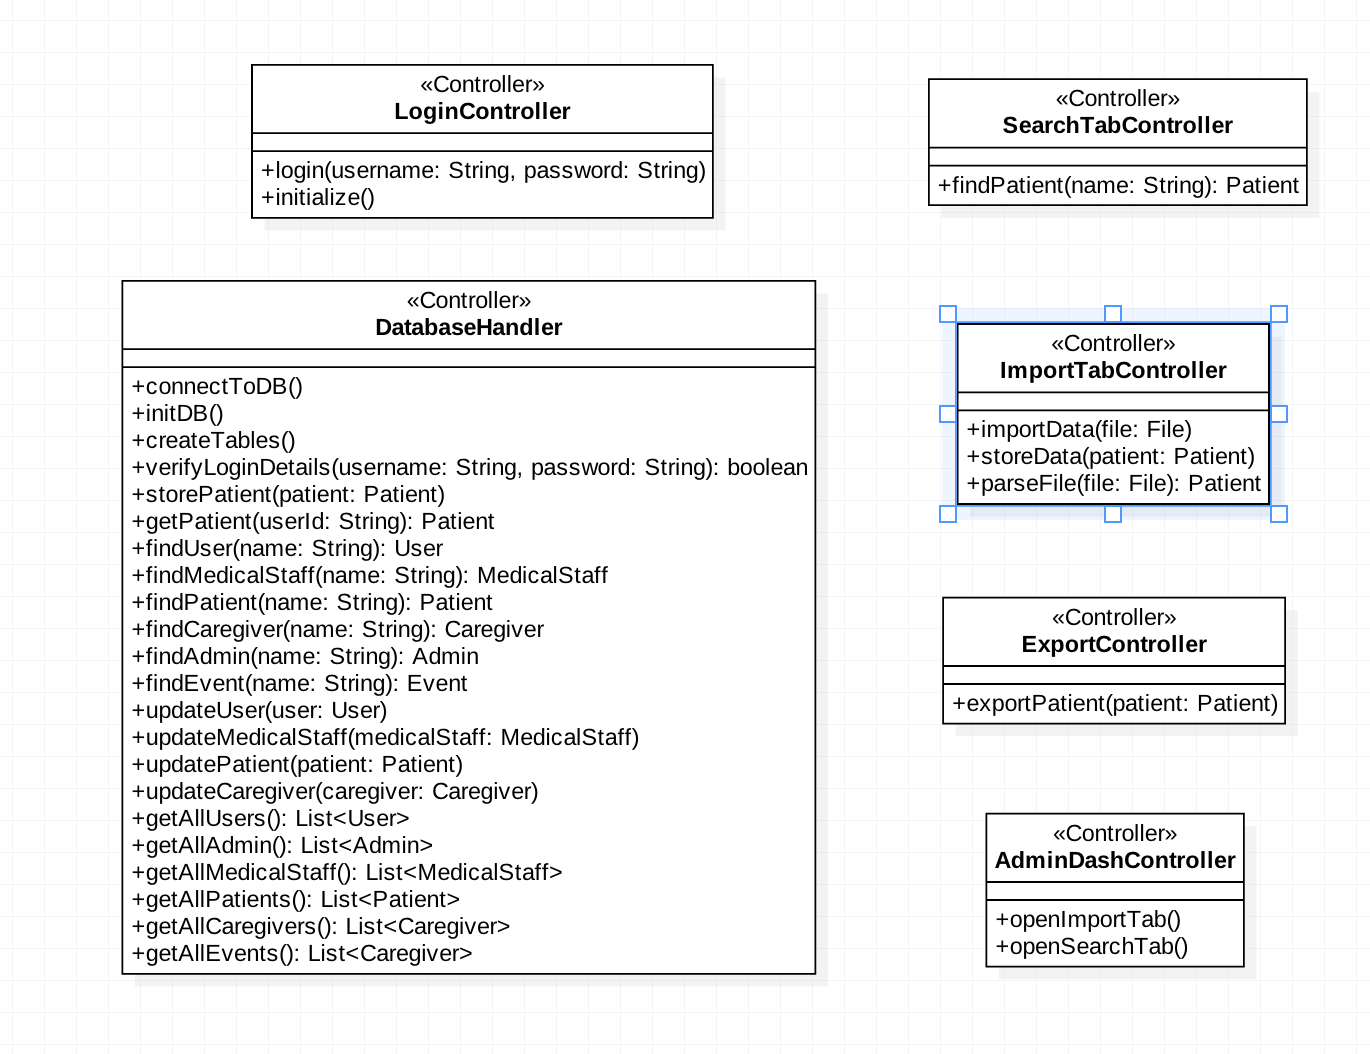 «Controller»
LoginController
+login(username: String, password: String)
+initialize()
«Controller»
SearchTabController
+findPatient(name: String): Patient
«Controller»
DatabaseHandler
+connectToDB()
+initDB()
+createTables()
+verifyLoginDetails(username: String, password: String): boolean
+storePatient(patient: Patient)
+getPatient(userId: String): Patient
+findUser(name: String): User
+findMedicalStaff(name: String): MedicalStaff
+findPatient(name: String): Patient
+findCaregiver(name: String): Caregiver
+findAdmin(name: String): Admin
+findEvent(name: String): Event
+updateUser(user: User)
+updateMedicalStaff(medicalStaff: MedicalStaff)
+updatePatient(patient: Patient)
+updateCaregiver(caregiver: Caregiver)
+getAllUsers(): List<User>
+getAllAdmin(): List<Admin>
+getAllMedicalStaff(): List<MedicalStaff>
+getAllPatients(): List<Patient>
+getAllCaregivers(): List<Caregiver>
+getAllEvents(): List<Caregiver>
«Controller»
ImportTabController
+importData(file: File)
+storeData(patient: Patient)
+parseFile(file: File): Patient
«Controller»
ExportController
+exportPatient(patient: Patient)
«Controller»
AdminDashController
+openImportTab()
+openSearchTab()